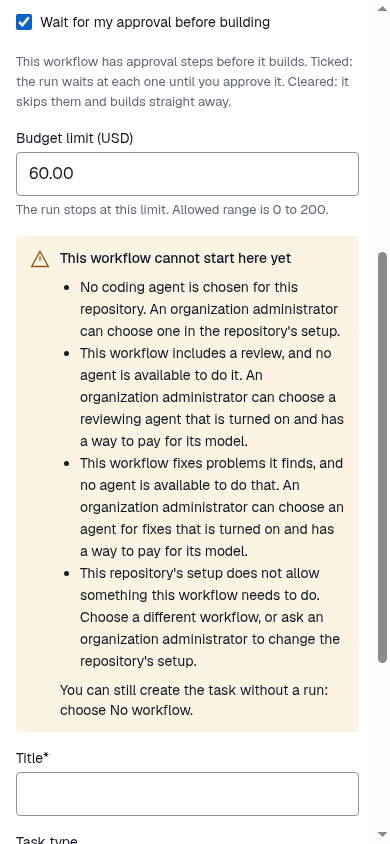 Wait for my approval before building
This workflow has approval steps before it builds. Ticked:
the run waits at each one until you approve it. Cleared: it
skips them and builds straight away.
Budget limit (USD)
60.00
The run stops at this limit. Allowed range is 0 to 200.
This workflow cannot start here yet
• No coding agent is chosen for this
repository. An organization administrator
can choose one in the repository's setup.
• This workflow includes a review, and no
agent is available to do it. An
organization administrator can choose a
reviewing agent that is turned on and has
a way to pay for its model.
• This workflow fixes problems it finds, and
no agent is available to do that. An
organization administrator can choose an
agent for fixes that is turned on and has
a way to pay for its model.
• This repository's setup does not allow
something this workflow needs to do.
Choose a different workflow, or ask an
organization administrator to change the
repository's setup.
You can still create the task without a run:
choose No workflow.
Title*
Task type